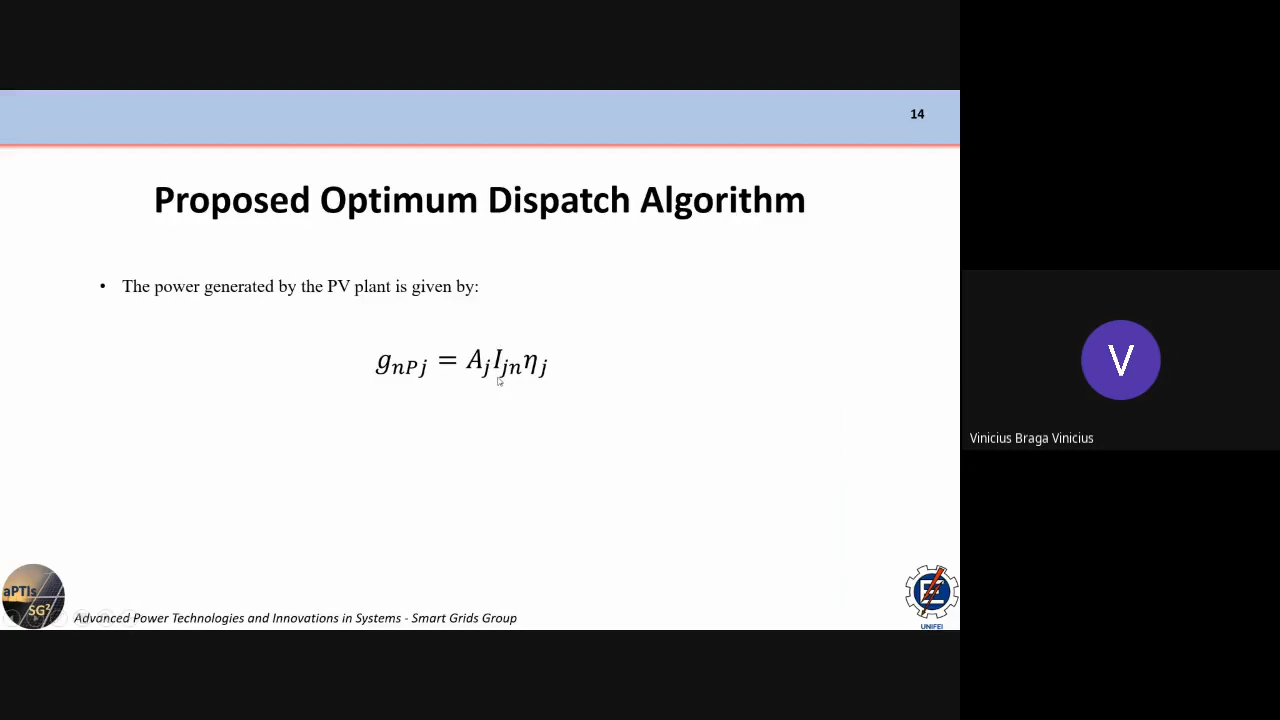 14
Proposed Optimum Dispatch Algorithm
• The power generated by the PV plant is given by:
g_{nPj} = A_j I_{jn} η_j
V
Vinicius Braga Vinicius
aPTIs
SG²
Advanced Power Technologies and Innovations in Systems - Smart Grids Group
UNIFEI